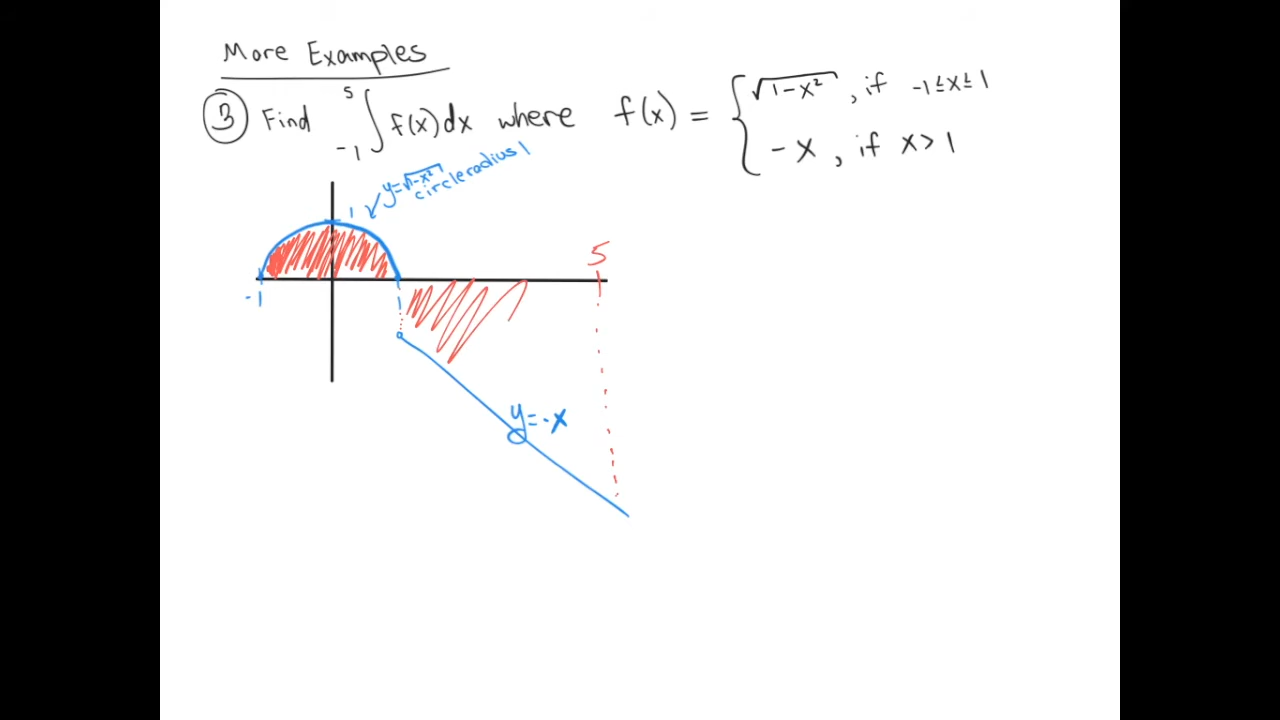 More Examples
③ Find ∫_{-1}^{5} f(x)dx where f(x) = { √(1-x²) , if -1≤x≤1
-x , if x>1
y=√(1-x²)
circle radius 1
1
5
-1
y=-x